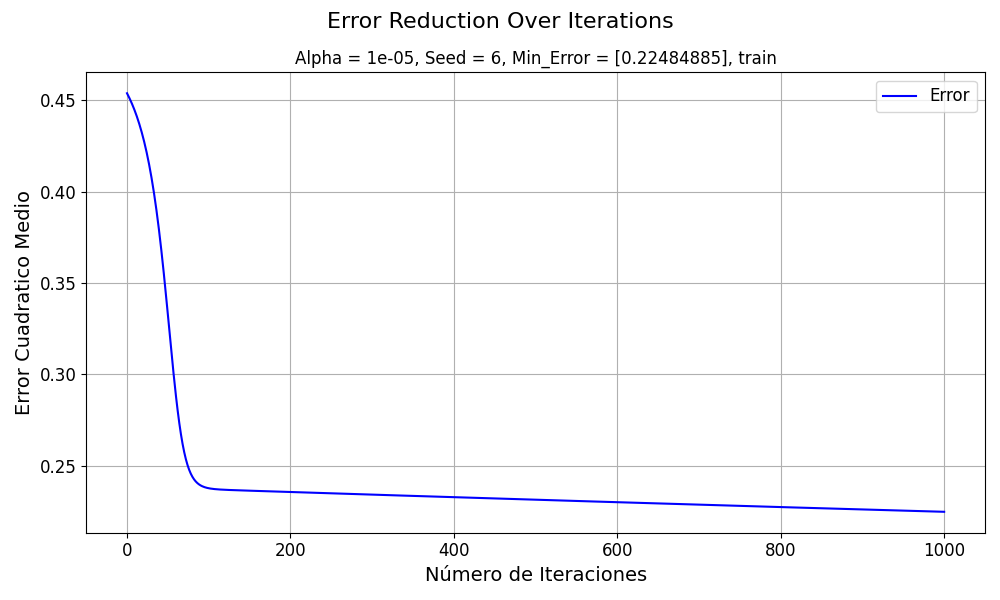 Error Reduction Over Iterations
Alpha = 1e-05, Seed = 6, Min_Error = [0.22484885], train
Error
Error Cuadratico Medio
0.45
0.40
0.35
0.30
0.25
0 200 400 600 800 1000
Número de Iteraciones